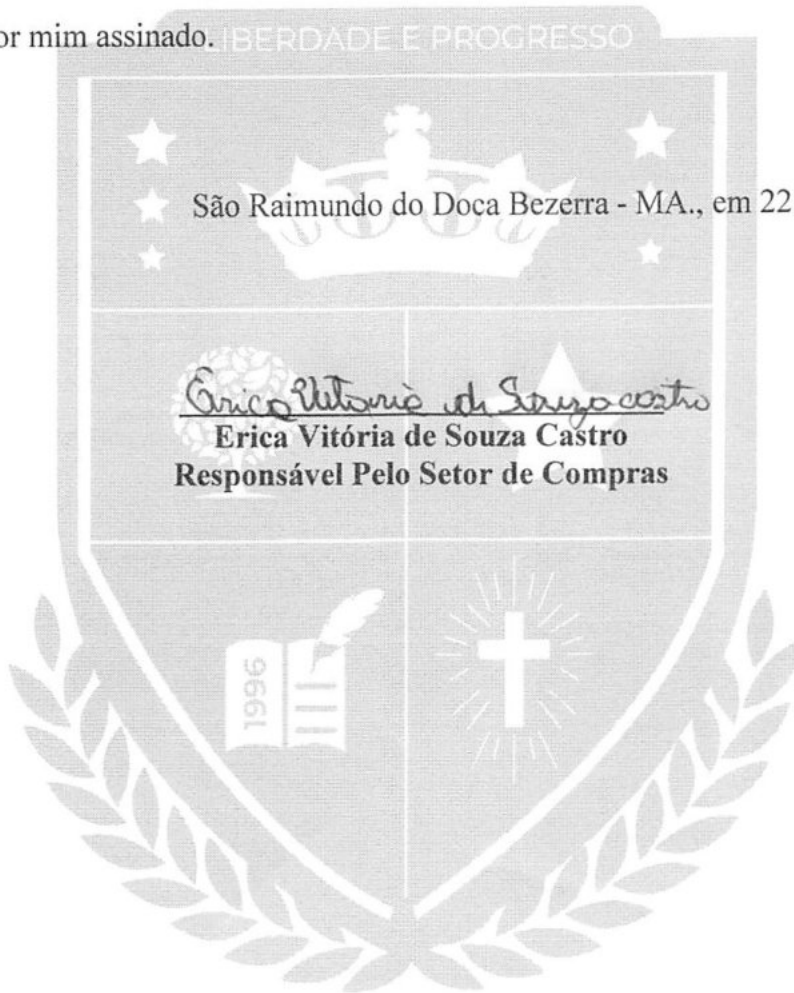 or mim assinado.
LIBERDADE E PROGRESSO
São Raimundo do Doca Bezerra - MA., em 22
Erica Vitoria de Souza castro
Erica Vitória de Souza Castro
Responsável Pelo Setor de Compras
1996